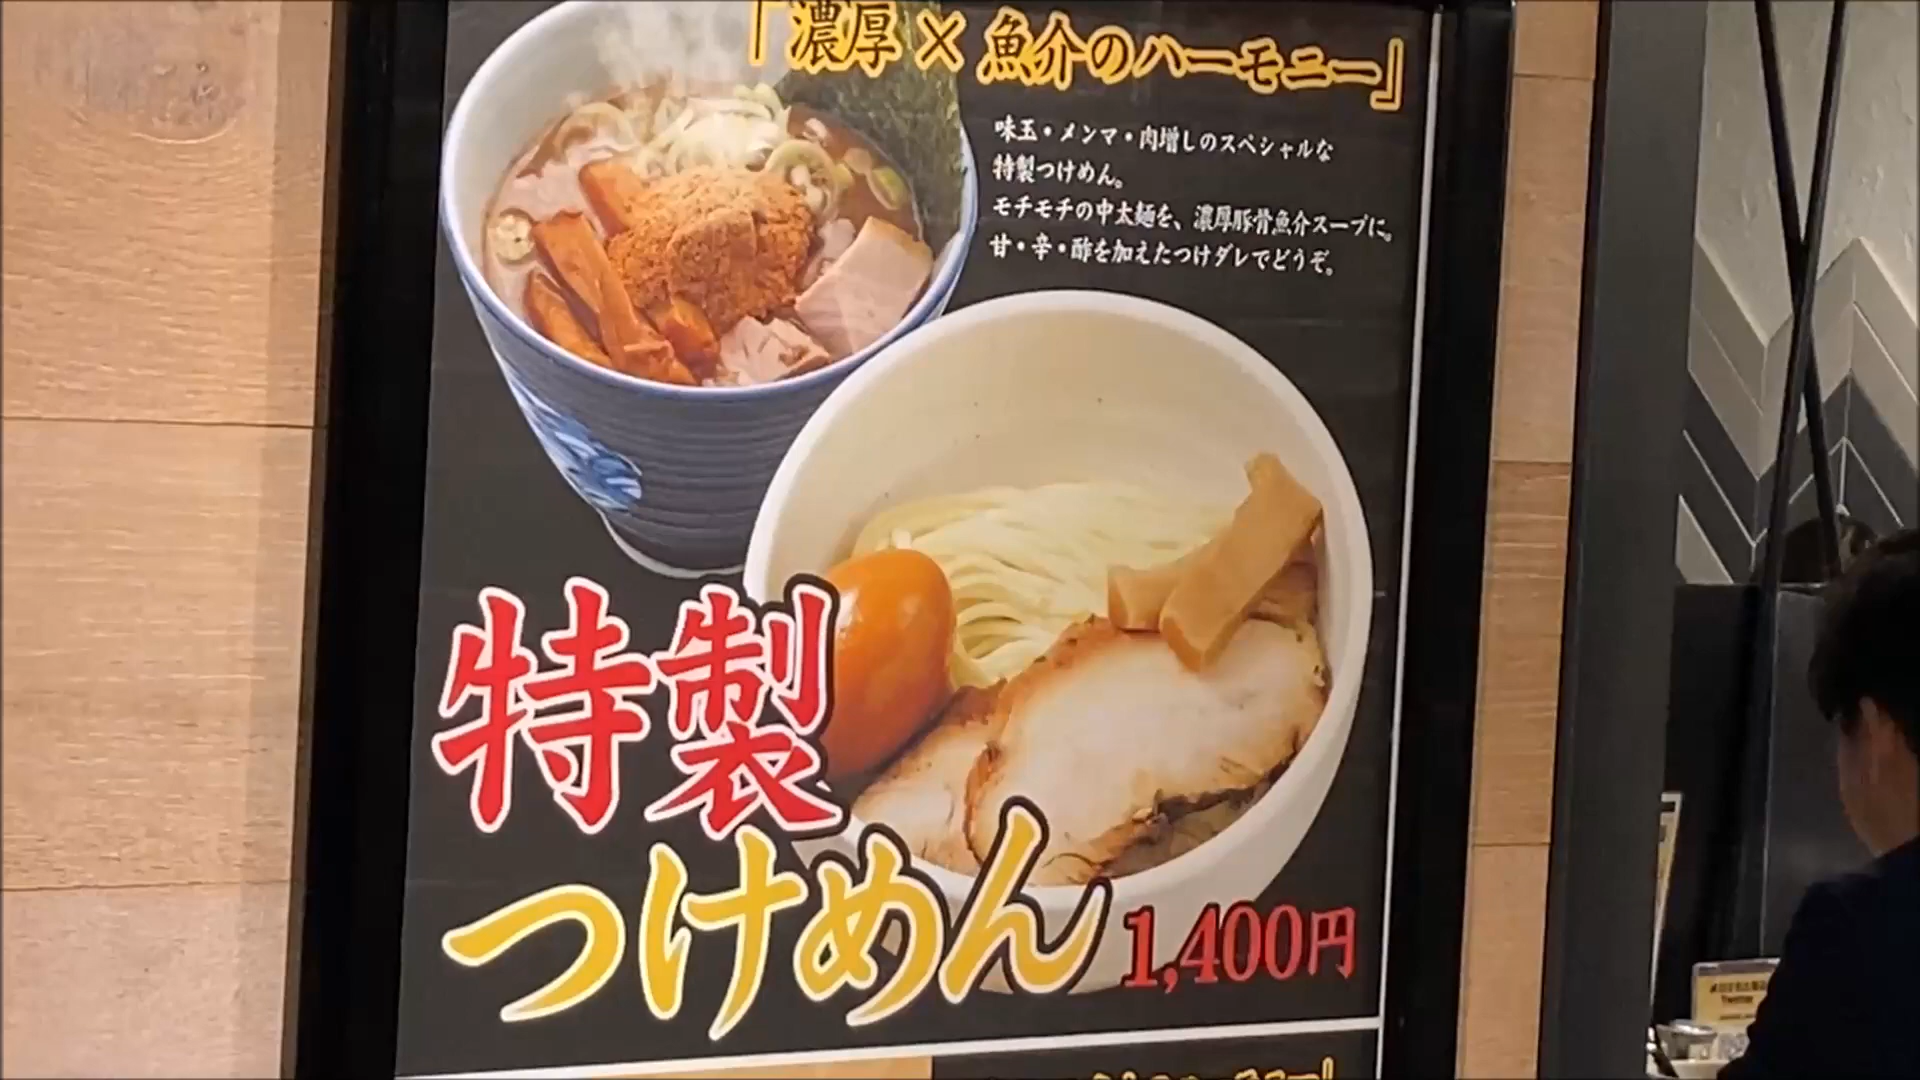 「濃厚×魚介のハーモニー」
味玉・メンマ・肉増しのスペシャルな
特製つけめん。
モチモチの中太麺を、濃厚豚骨魚介スープに。
甘・辛・酢を加えたつけダレでどうぞ。
特製
つけめん
1,400円